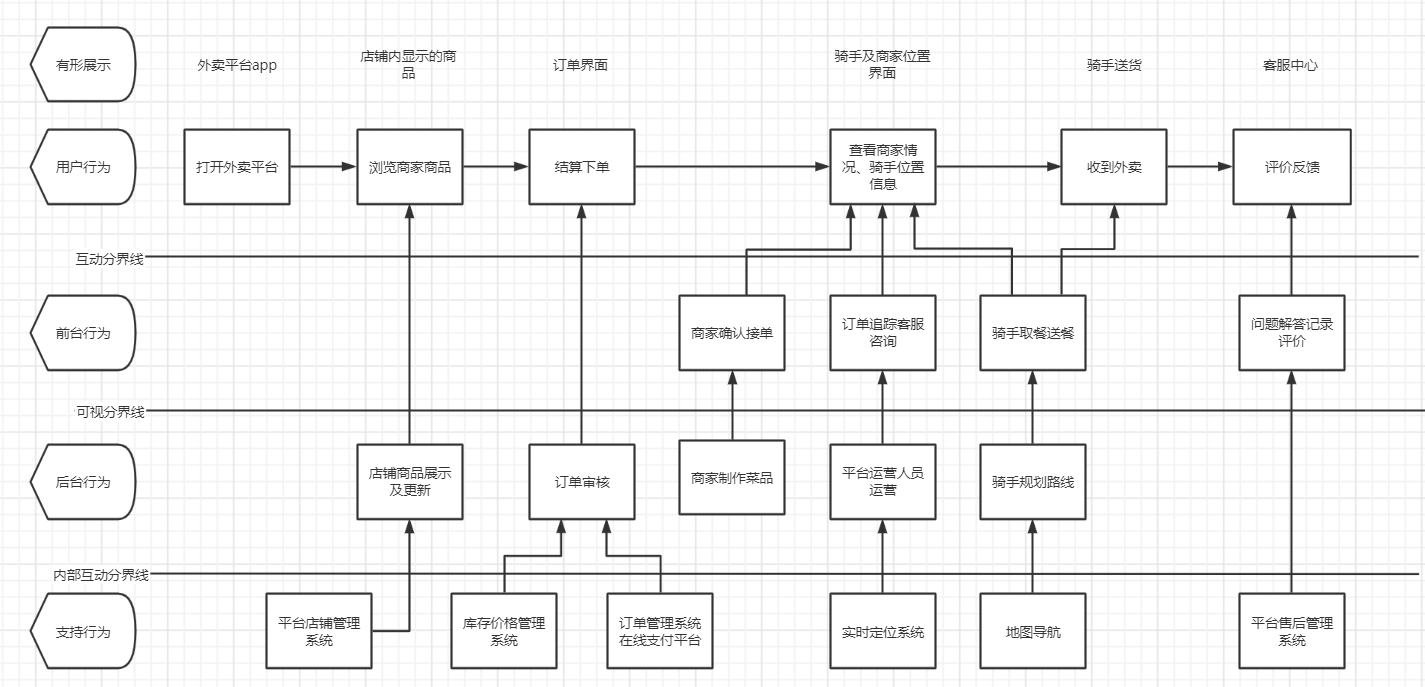 有形展示
外卖平台app
店铺内显示的商
品
订单界面
骑手及商家位置
界面
骑手送货
客服中心
用户行为
打开外卖平台
浏览商家商品
结算下单
查看商家情
况、骑手位置
信息
收到外卖
评价反馈
互动分界线
前台行为
商家确认接单
订单追踪客服
咨询
骑手取餐送餐
问题解答记录
评价
可视分界线
后台行为
店铺商品展示
及更新
订单审核
商家制作菜品
平台运营人员
运营
骑手规划路线
内部互动分界线
支持行为
平台店铺管理
系统
库存价格管理
系统
订单管理系统
在线支付平台
实时定位系统
地图导航
平台售后管理
系统